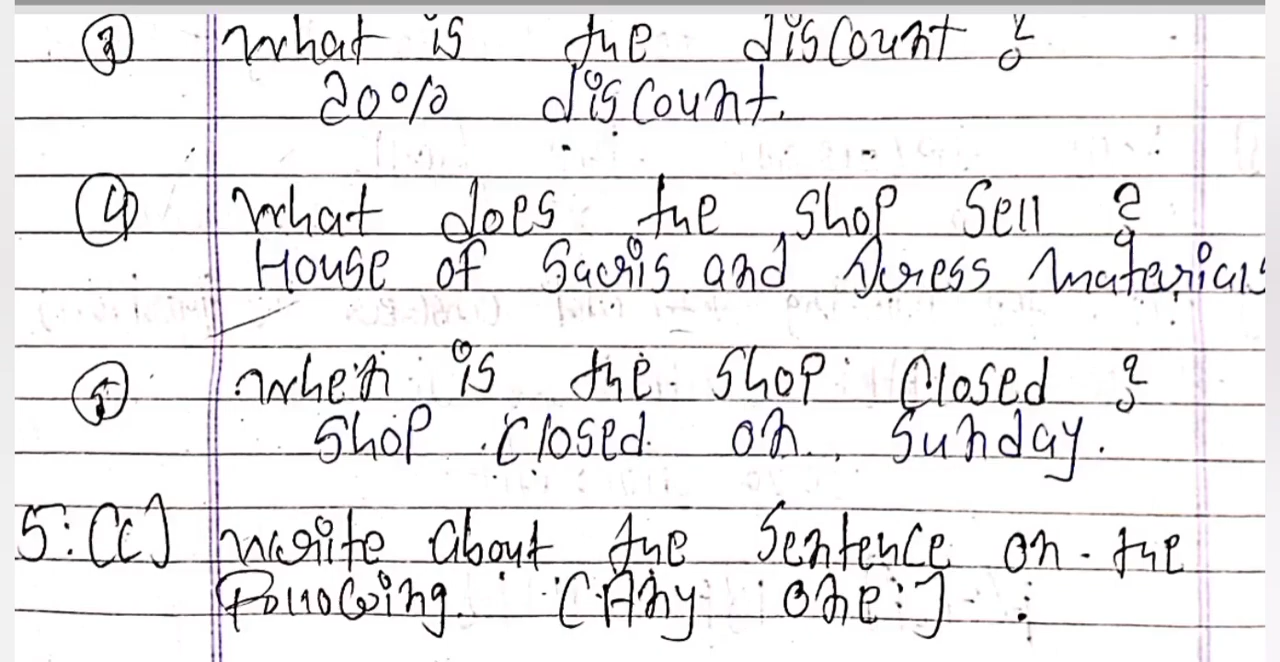 ③ What is the discount ?
20% discount.
④ What does the shop sell ?
House of Saris and Dress materials
⑤ When is the shop closed ?
Shop closed on Sunday.
5:(C) Write about the Sentence on the
Following. (Any one:)